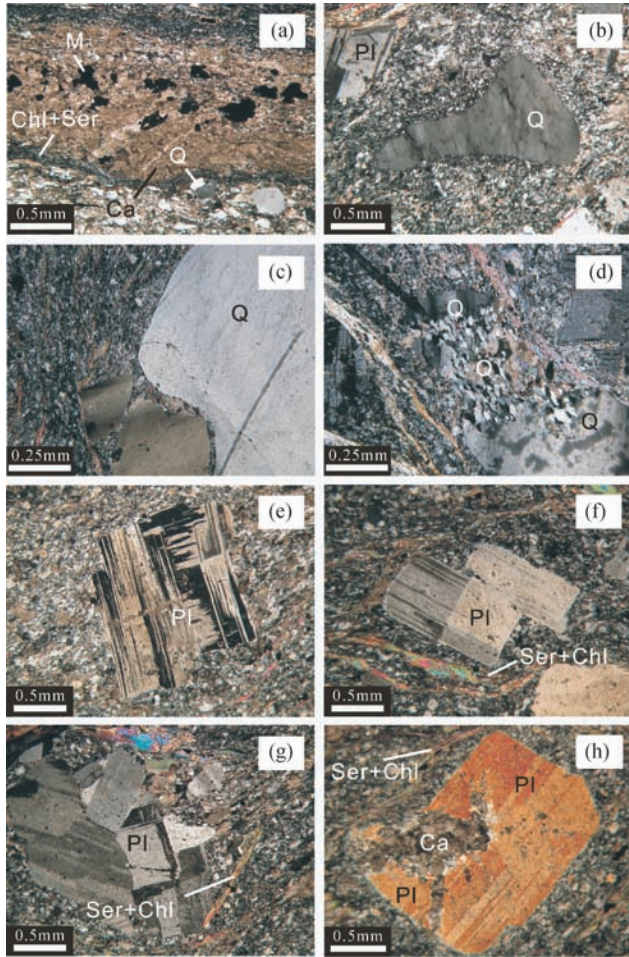 (a)
M
Chl+Ser
Q
Ca
0.5mm
(b)
Pl
Q
0.5mm
(c)
Q
0.25mm
(d)
Q
Q
Q
0.25mm
(e)
Pl
0.5mm
(f)
Pl
Ser+Chl
0.5mm
(g)
Pl
Ser+Chl
0.5mm
(h)
Ser+Chl
Pl
Ca
Pl
0.5mm